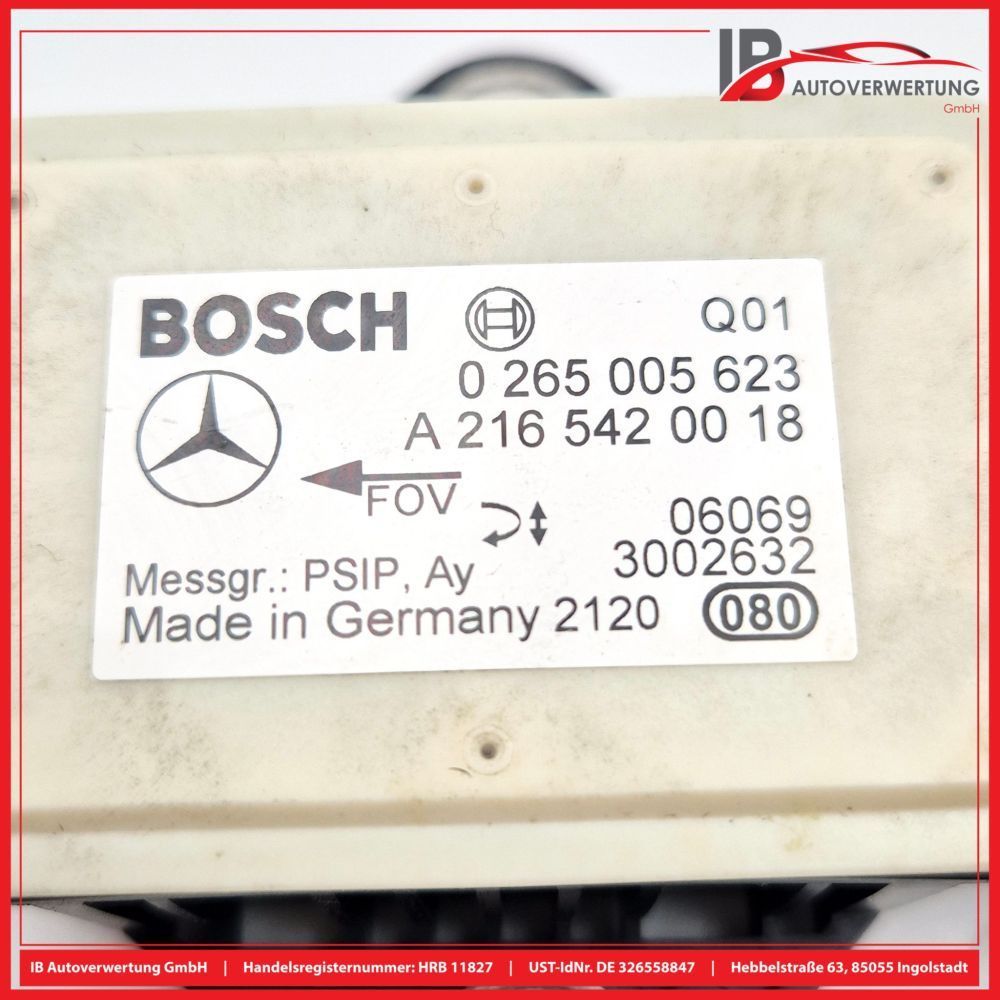 IB
AUTOVERWERTUNG
GmbH
BOSCH
Q01
0 265 005 623
A 216 542 00 18
FOV
06069
3002632
Messgr.: PSIP, Ay
Made in Germany 2120
080
IB Autoverwertung GmbH | Handelsregisternummer: HRB 11827 | UST-IdNr. DE 326558847 | Hebbelstraße 63, 85055 Ingolstadt